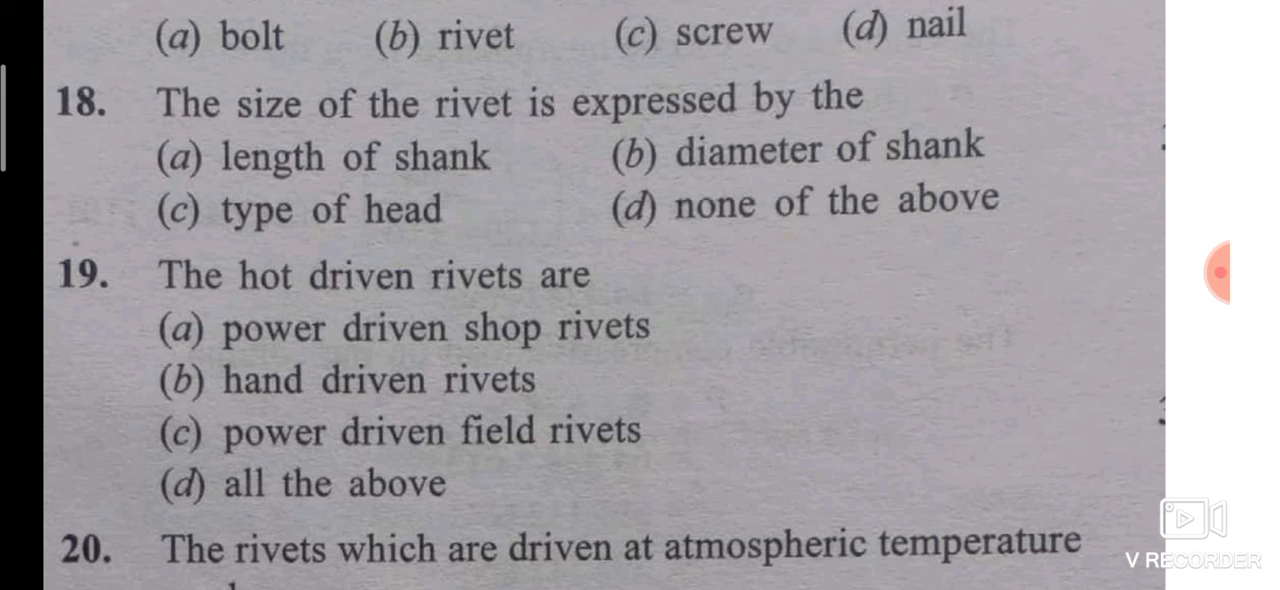 (a) bolt (b) rivet (c) screw (d) nail
18. The size of the rivet is expressed by the
(a) length of shank (b) diameter of shank
(c) type of head (d) none of the above
19. The hot driven rivets are
(a) power driven shop rivets
(b) hand driven rivets
(c) power driven field rivets
(d) all the above
20. The rivets which are driven at atmospheric temperature
V RECORDER